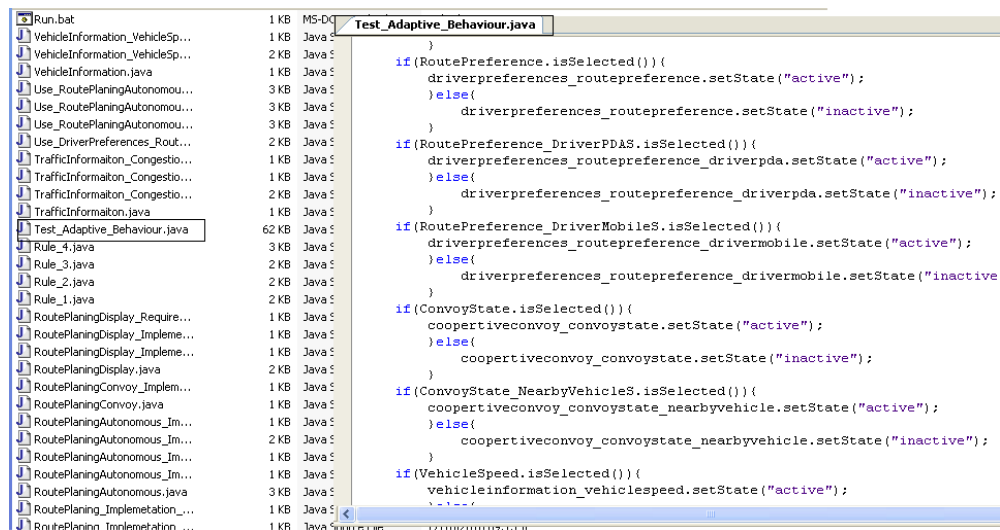 Run.bat 1 KB MS-DO
VehicleInformation_VehicleSp... 1 KB Java S
VehicleInformation_VehicleSp... 2 KB Java S
VehicleInformation.java 1 KB Java S
Use_RoutePlaningAutonomou... 3 KB Java S
Use_RoutePlaningAutonomou... 3 KB Java S
Use_RoutePlaningAutonomou... 3 KB Java S
Use_DriverPreferences_Rout... 2 KB Java S
TrafficInformaiton_Congestio... 1 KB Java S
TrafficInformaiton_Congestio... 1 KB Java S
TrafficInformaiton_Congestio... 2 KB Java S
TrafficInformaiton.java 1 KB Java S
Test_Adaptive_Behaviour.java 62 KB Java S
Rule_4.java 3 KB Java S
Rule_3.java 2 KB Java S
Rule_2.java 2 KB Java S
Rule_1.java 2 KB Java S
RoutePlaningDisplay_Require... 1 KB Java S
RoutePlaningDisplay_Impleme... 1 KB Java S
RoutePlaningDisplay_Impleme... 1 KB Java S
RoutePlaningDisplay.java 2 KB Java S
RoutePlaningConvoy_Implem... 1 KB Java S
RoutePlaningConvoy.java 1 KB Java S
RoutePlaningAutonomous_Im... 1 KB Java S
RoutePlaningAutonomous_Im... 2 KB Java S
RoutePlaningAutonomous_Im... 1 KB Java S
RoutePlaningAutonomous_Im... 1 KB Java S
RoutePlaningAutonomous.java 3 KB Java S
RoutePlaning_Implemetation_... 1 KB Java S
RoutePlaning_Implemetation_... 1 KB Java
Test_Adaptive_Behaviour.java
}
if(RoutePreference.isSelected()){
driverpreferences_routepreference.setState("active");
}else{
driverpreferences_routepreference.setState("inactive");
}
if(RoutePreference_DriverPDAS.isSelected()){
driverpreferences_routepreference_driverpda.setState("active");
}else{
driverpreferences_routepreference_driverpda.setState("inactive");
}
if(RoutePreference_DriverMobileS.isSelected()){
driverpreferences_routepreference_drivermobile.setState("active");
}else{
driverpreferences_routepreference_drivermobile.setState("inactive
}
if(ConvoyState.isSelected()){
coopertiveconvoy_convoystate.setState("active");
}else{
coopertiveconvoy_convoystate.setState("inactive");
}
if(ConvoyState_NearbyVehicleS.isSelected()){
coopertiveconvoy_convoystate_nearbyvehicle.setState("active");
}else{
coopertiveconvoy_convoystate_nearbyvehicle.setState("inactive");
}
if(VehicleSpeed.isSelected()){
vehicleinformation_vehiclespeed.setState("active");
}else{